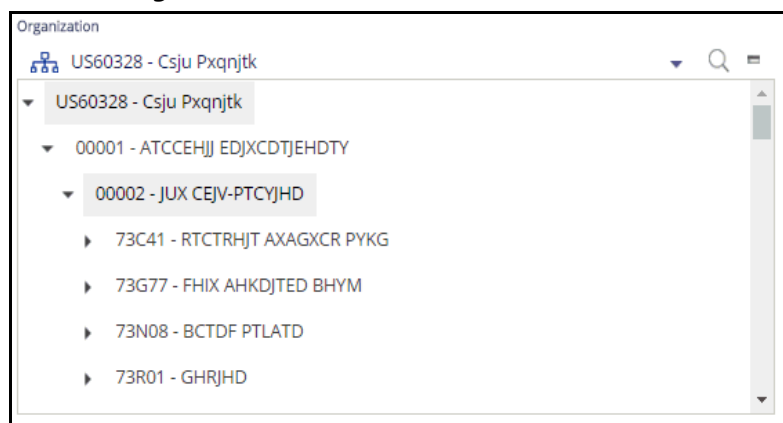 Organization
US60328 - Csju Pxqnjtk
US60328 - Csju Pxqnjtk
00001 - ATCCEHJJ EDJXCDTJEHDTY
00002 - JUX CEJV-PTCYJHD
73C41 - RTCTRHJT AXAGXCR PYKG
73G77 - FHIX AHKDJTED BHYM
73N08 - BCTDF PTLATD
73R01 - GHRJHD